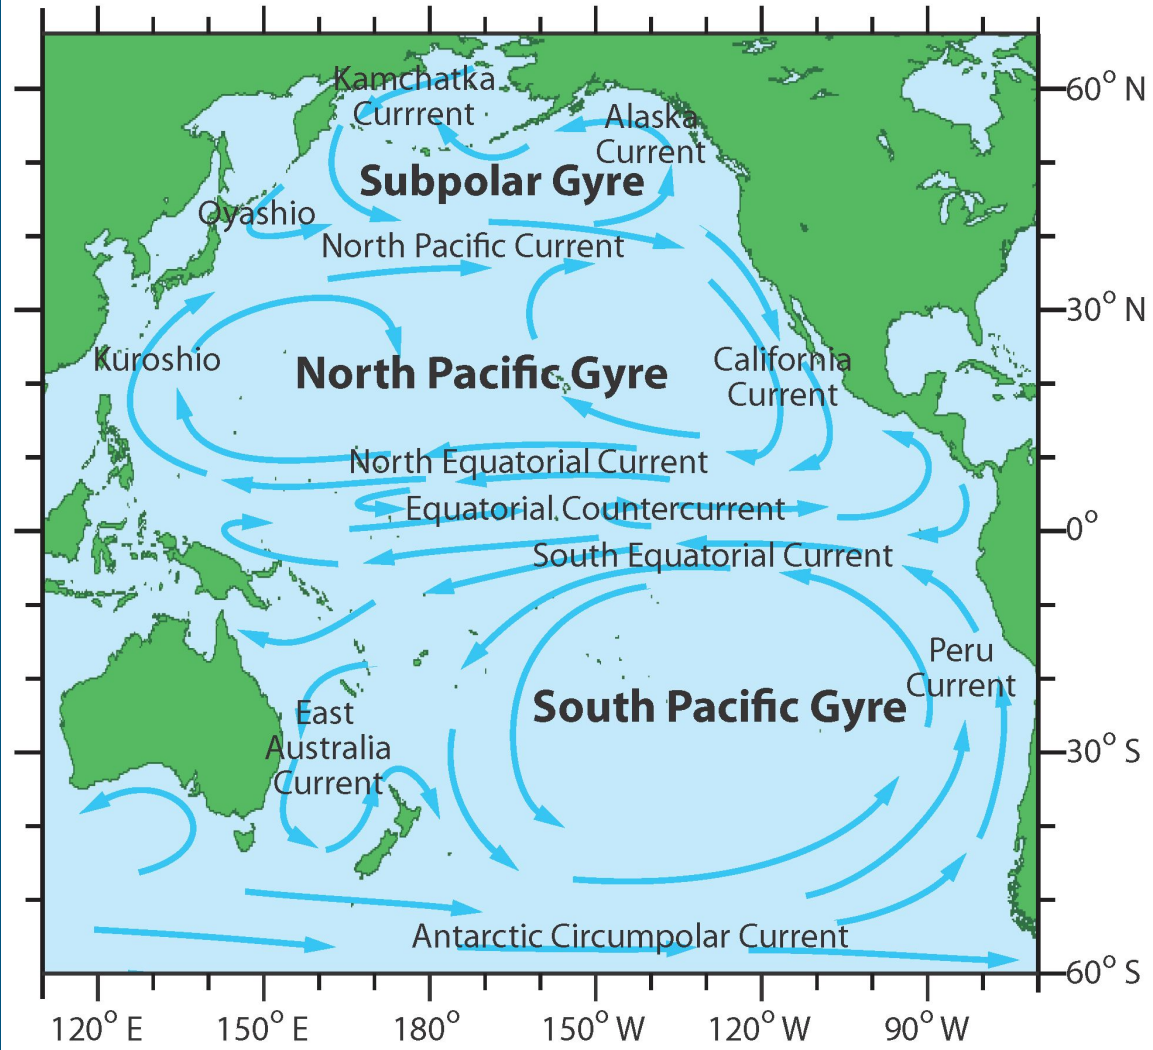 Kamchatka
Currrent
Alaska
Current
60° N
Subpolar Gyre
Oyashio
North Pacific Current
30° N
Kuroshio
North Pacific Gyre
California
Current
North Equatorial Current
Equatorial Countercurrent
0°
South Equatorial Current
Peru
Current
South Pacific Gyre
East
Australia
Current
30° S
Antarctic Circumpolar Current
60° S
120° E
150° E
180°
150° W
120° W
90° W